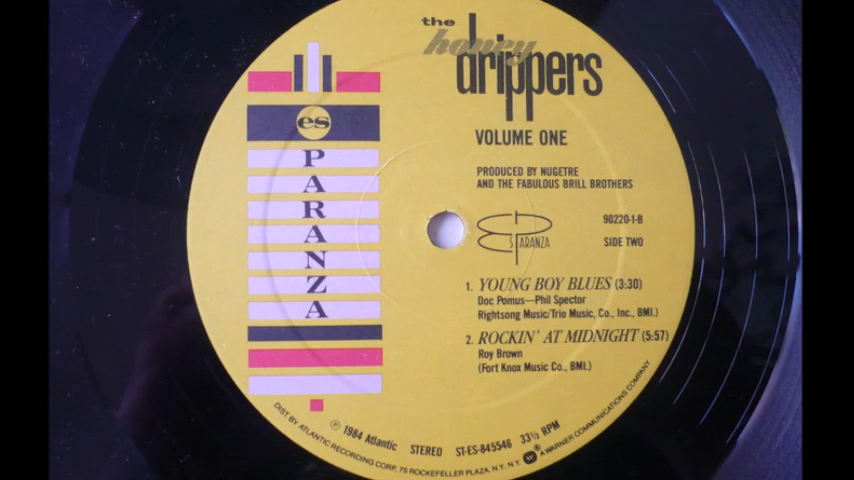 the
honey
drippers
VOLUME ONE
PRODUCED BY NUGETRE
AND THE FABULOUS BRILL BROTHERS
es
PARANZA
ES PARANZA
90220-1-B
SIDE TWO
1. YOUNG BOY BLUES (3:30)
Doc Pomus—Phil Spector
Rightsong Music/Trio Music, Co., Inc., BMI.)
2. ROCKIN' AT MIDNIGHT (5:57)
Roy Brown
(Fort Knox Music Co., BMI.)
℗ 1984 Atlantic STEREO ST-ES-845546 33⅓ RPM
DIST. BY ATLANTIC RECORDING CORP., 75 ROCKEFELLER PLAZA, N.Y., N.Y. W A WARNER COMMUNICATIONS COMPANY